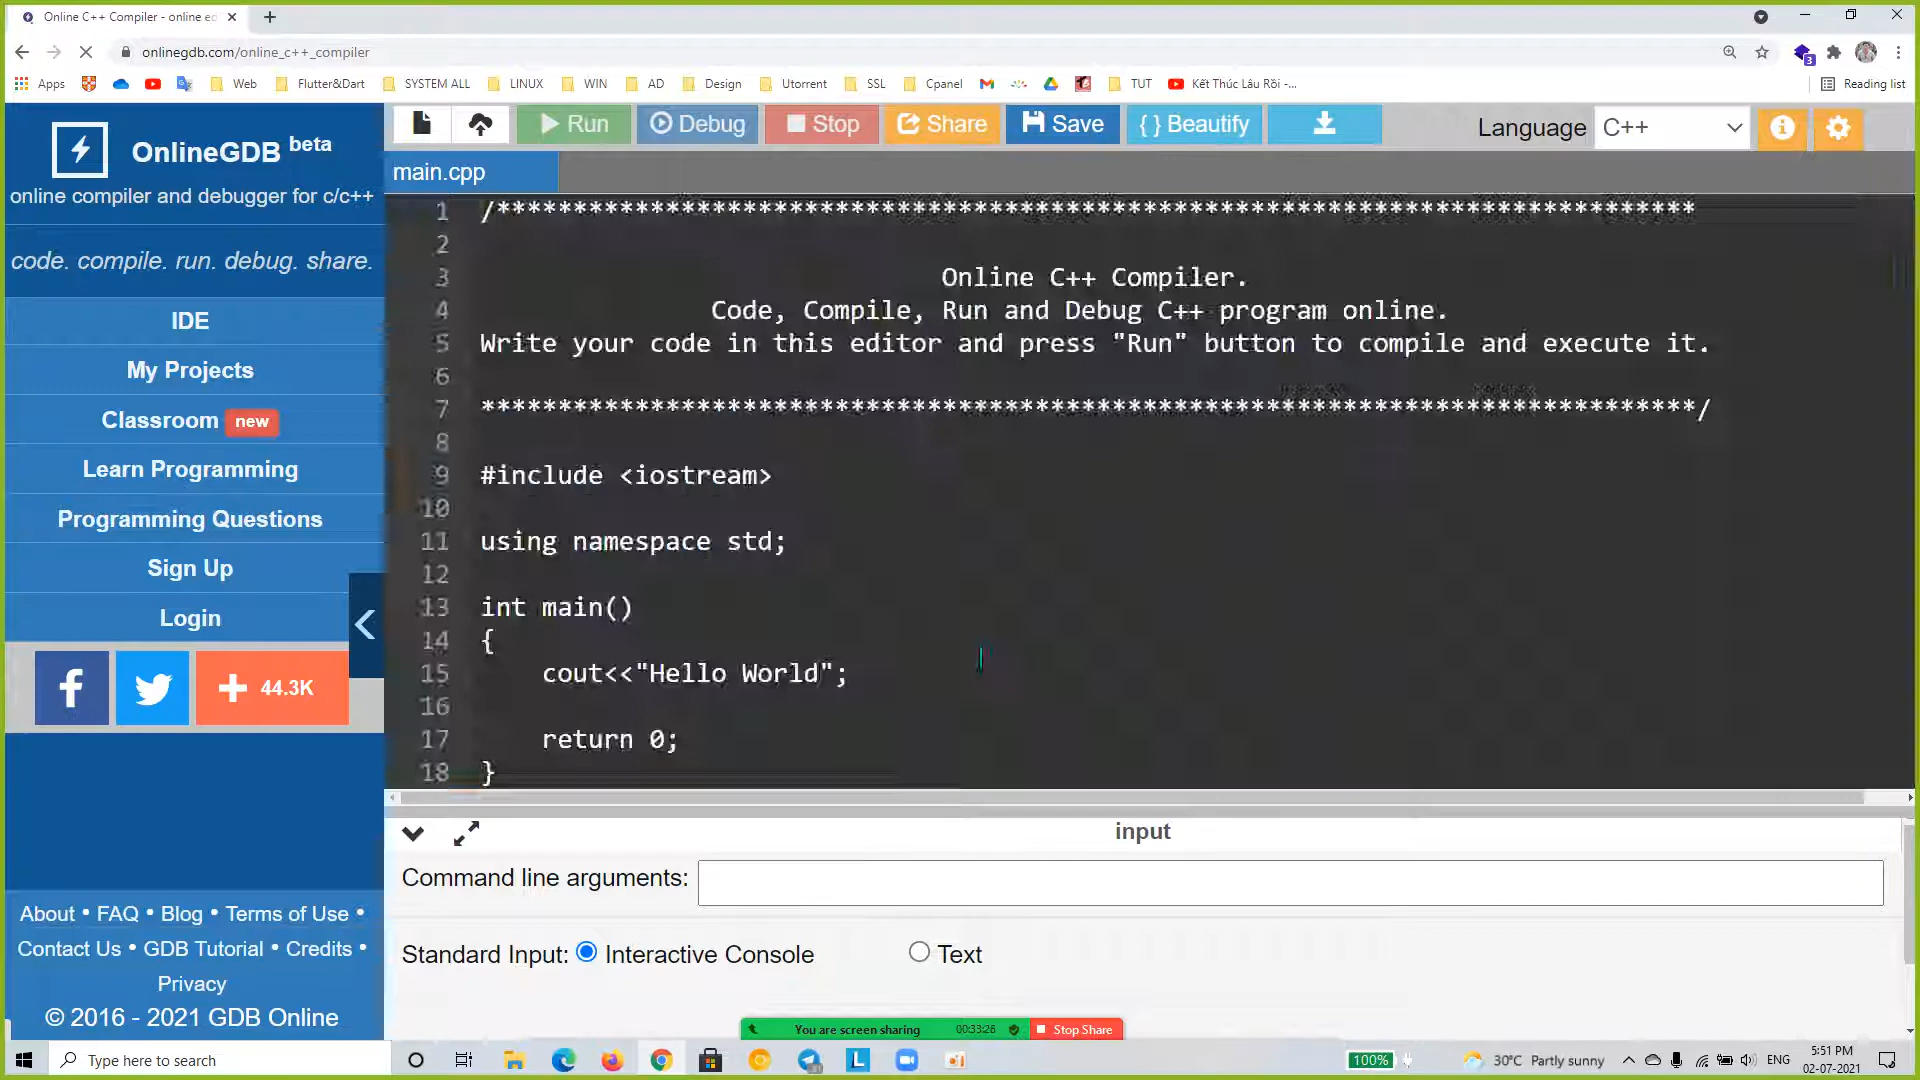 Online C++ Compiler - online ec
onlinegdb.com/online_c++_compiler
3
Apps Web Flutter&Dart SYSTEM ALL LINUX WIN AD Design Utorrent SSL Cpanel TUT Kết Thúc Lâu Rồi -... Reading list
OnlineGDB beta
online compiler and debugger for c/c++
code. compile. run. debug. share.
IDE
My Projects
Classroom new
Learn Programming
Programming Questions
Sign Up
Login
f + 44.3K
About • FAQ • Blog • Terms of Use •
Contact Us • GDB Tutorial • Credits •
Privacy
© 2016 - 2021 GDB Online
Run Debug Stop Share Save { } Beautify Language C++
main.cpp
1 /******************************************************************************
2
3 Online C++ Compiler.
4 Code, Compile, Run and Debug C++ program online.
5 Write your code in this editor and press "Run" button to compile and execute it.
6
7 *******************************************************************************/
8
9 #include <iostream>
10
11 using namespace std;
12
13 int main()
14 {
15 cout<<"Hello World";
16
17 return 0;
18 }
input
Command line arguments:
Standard Input: Interactive Console Text
You are screen sharing 00:33:26 Stop Share
Type here to search
L
100% 30°C Partly sunny ENG 5:51 PM
02-07-2021